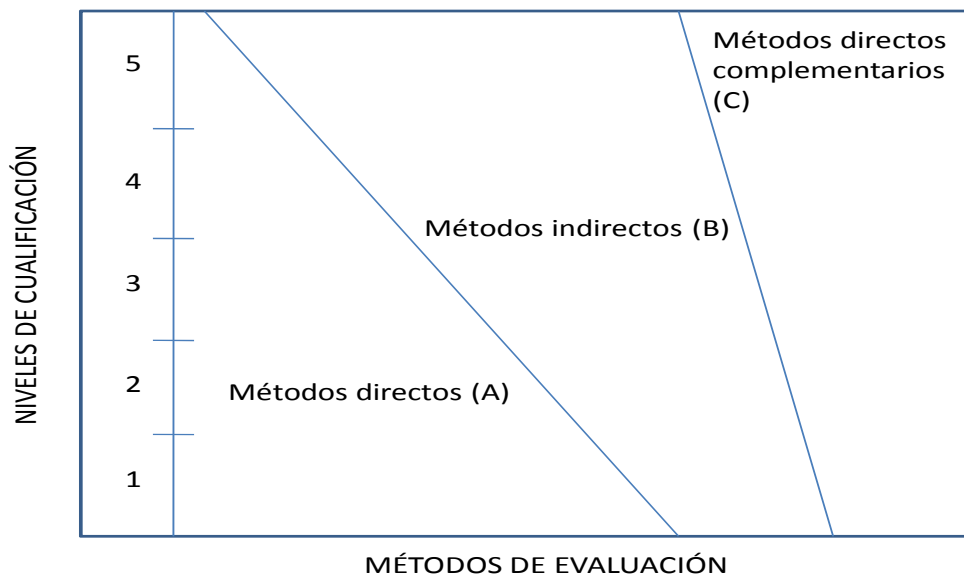 Métodos directos
complementarios
(C)
5
4
Métodos indirectos (B)
3
2
Métodos directos (A)
1
NIVELES DE CUALIFICACIÓN
MÉTODOS DE EVALUACIÓN